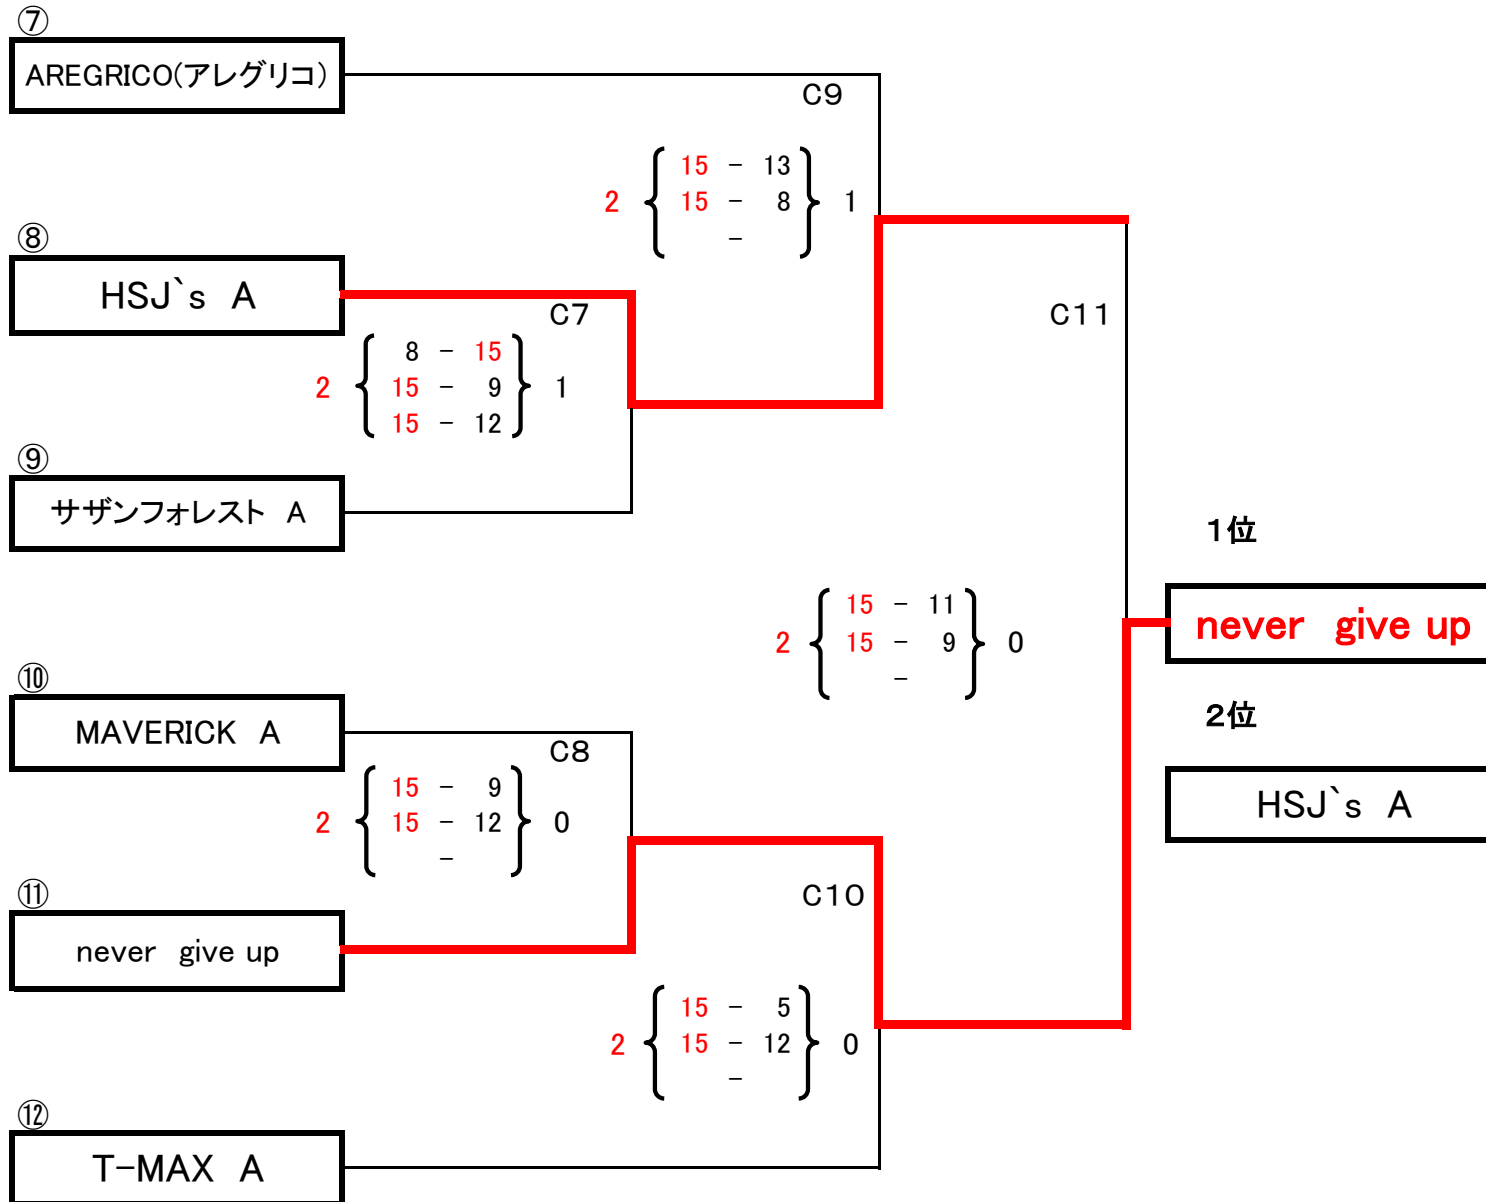 ⑦
AREGRICO(アレグリコ)
C9
15 - 13
2 { 15 - 8 } 1
-
⑧
HSJ`s A
C7
8 - 15
2 { 15 - 9 } 1
15 - 12
C11
⑨
サザンフォレスト A
1位
never give up
15 - 11
2 { 15 - 9 } 0
-
2位
HSJ`s A
⑩
MAVERICK A
C8
15 - 9
2 { 15 - 12 } 0
-
⑪
never give up
C10
15 - 5
2 { 15 - 12 } 0
-
⑫
T-MAX A